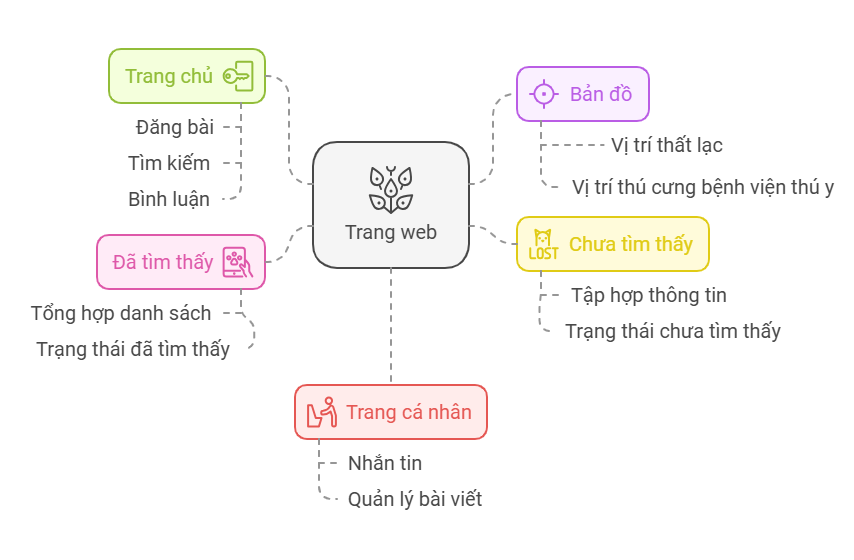 Trang chủ
Đăng bài
Tìm kiếm
Bình luận
Đã tìm thấy
Tổng hợp danh sách
Trạng thái đã tìm thấy
Trang web
Bản đồ
Vị trí thất lạc
Vị trí thú cưng bệnh viện thú y
LOST
Chưa tìm thấy
Tập hợp thông tin
Trạng thái chưa tìm thấy
Trang cá nhân
Nhắn tin
Quản lý bài viết